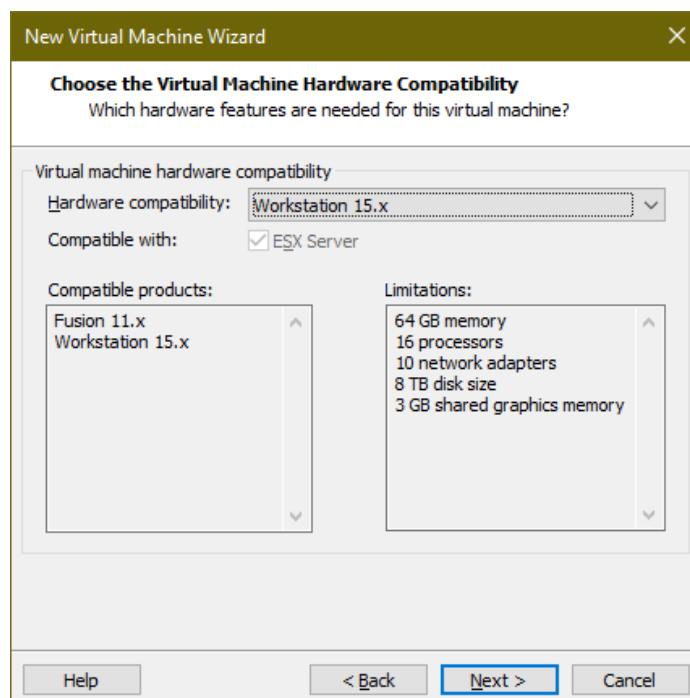 New Virtual Machine Wizard
Choose the Virtual Machine Hardware Compatibility
Which hardware features are needed for this virtual machine?
Virtual machine hardware compatibility
Hardware compatibility: Workstation 15.x
Compatible with: ESX Server
Compatible products:
Fusion 11.x
Workstation 15.x
Limitations:
64 GB memory
16 processors
10 network adapters
8 TB disk size
3 GB shared graphics memory
Help < Back Next > Cancel